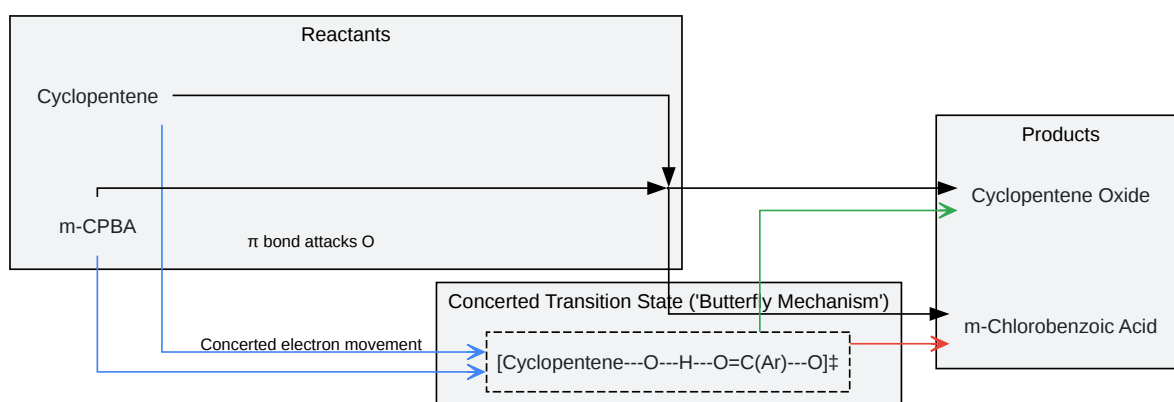 Reactants
Cyclopentene
m-CPBA
π bond attacks O
Concerted electron movement
Concerted Transition State ('Butterfly Mechanism')
[Cyclopentene---O---H---O=C(Ar)---O]‡
Products
Cyclopentene Oxide
m-Chlorobenzoic Acid